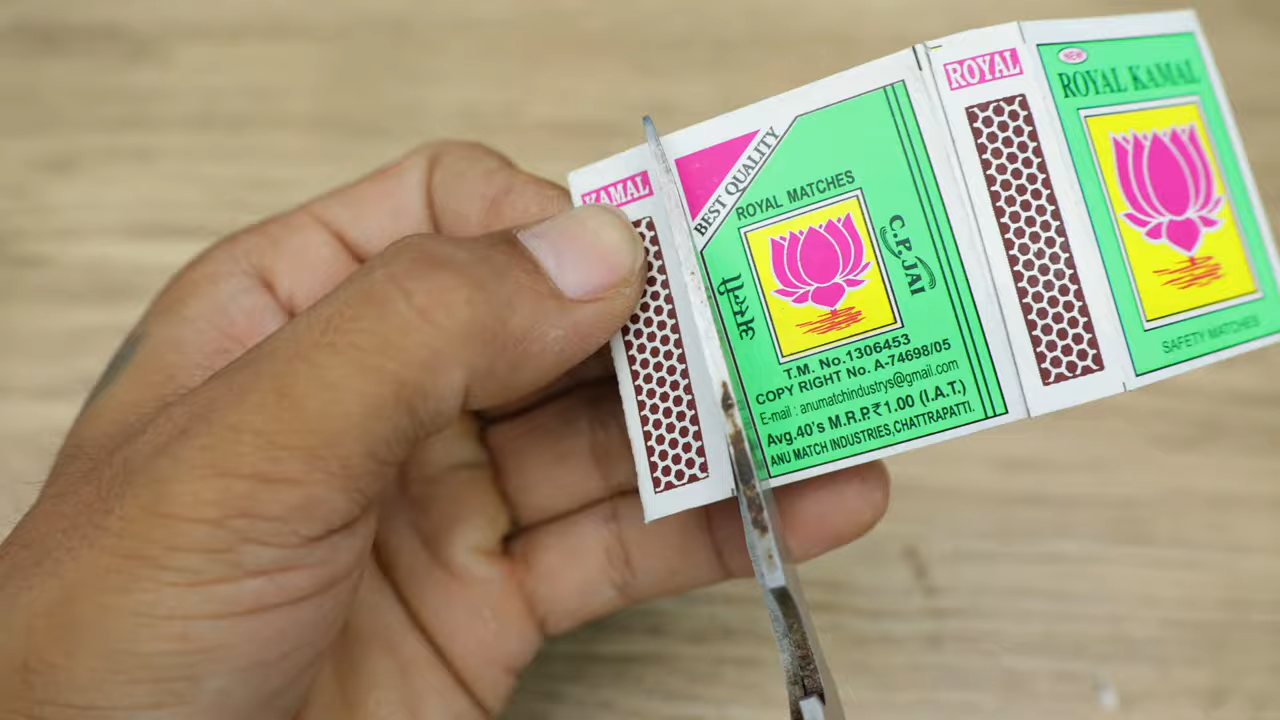 KAMAL
BEST QUALITY
ROYAL MATCHES
C.P. JAI
T.M. No.1306453
COPY RIGHT No. A-74698/05
E-mail : anumatchindustrys@gmail.com
Avg.40's M.R.P.₹1.00 (I.A.T.)
ANU MATCH INDUSTRIES,CHATTRAPATTI.
ROYAL
NEW
ROYAL KAMAL
SAFETY MATCHES